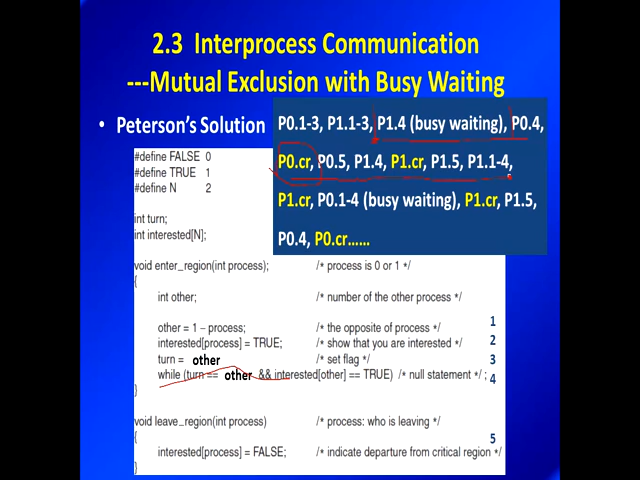 2.3 Interprocess Communication
---Mutual Exclusion with Busy Waiting
• Peterson's Solution
P0.1-3, P1.1-3, P1.4 (busy waiting), P0.4,
P0.cr, P0.5, P1.4, P1.cr, P1.5, P1.1-4,
P1.cr, P0.1-4 (busy waiting), P1.cr, P1.5,
P0.4, P0.cr......
#define FALSE 0
#define TRUE 1
#define N 2
int turn;
int interested[N];
void enter_region(int process); /* process is 0 or 1 */
{
int other; /* number of the other process */
other = 1 – process; /* the opposite of process */ 1
interested[process] = TRUE; /* show that you are interested */ 2
turn = other /* set flag */ 3
while (turn == other && interested[other] == TRUE) /* null statement */ ; 4
}
void leave_region(int process) /* process: who is leaving */
{ 5
interested[process] = FALSE; /* indicate departure from critical region */
}